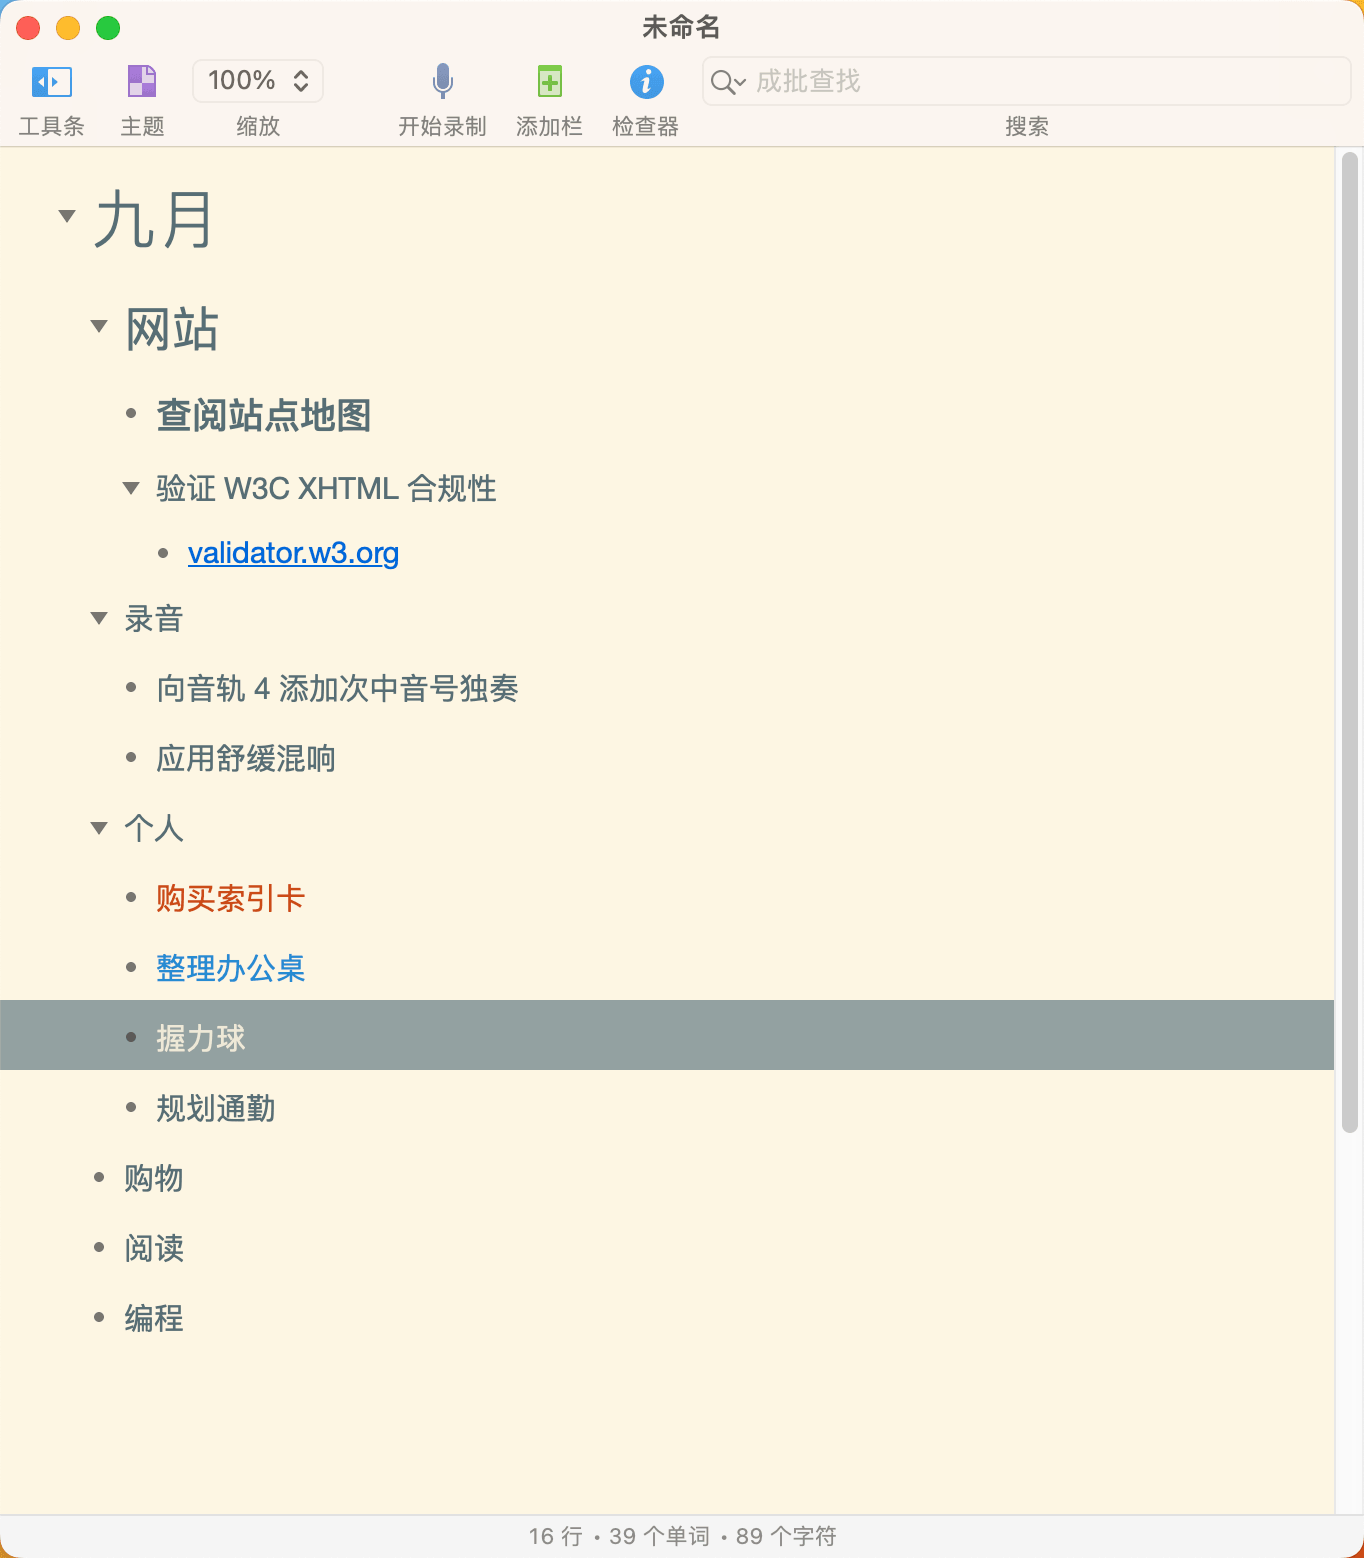 未命名
100%
成批查找
工具条 主题 缩放 开始录制 添加栏 检查器 搜索
九月
网站
查阅站点地图
验证 W3C XHTML 合规性
validator.w3.org
录音
向音轨 4 添加次中音号独奏
应用舒缓混响
个人
购买索引卡
整理办公桌
握力球
规划通勤
购物
阅读
编程
16 行 • 39 个单词 • 89 个字符